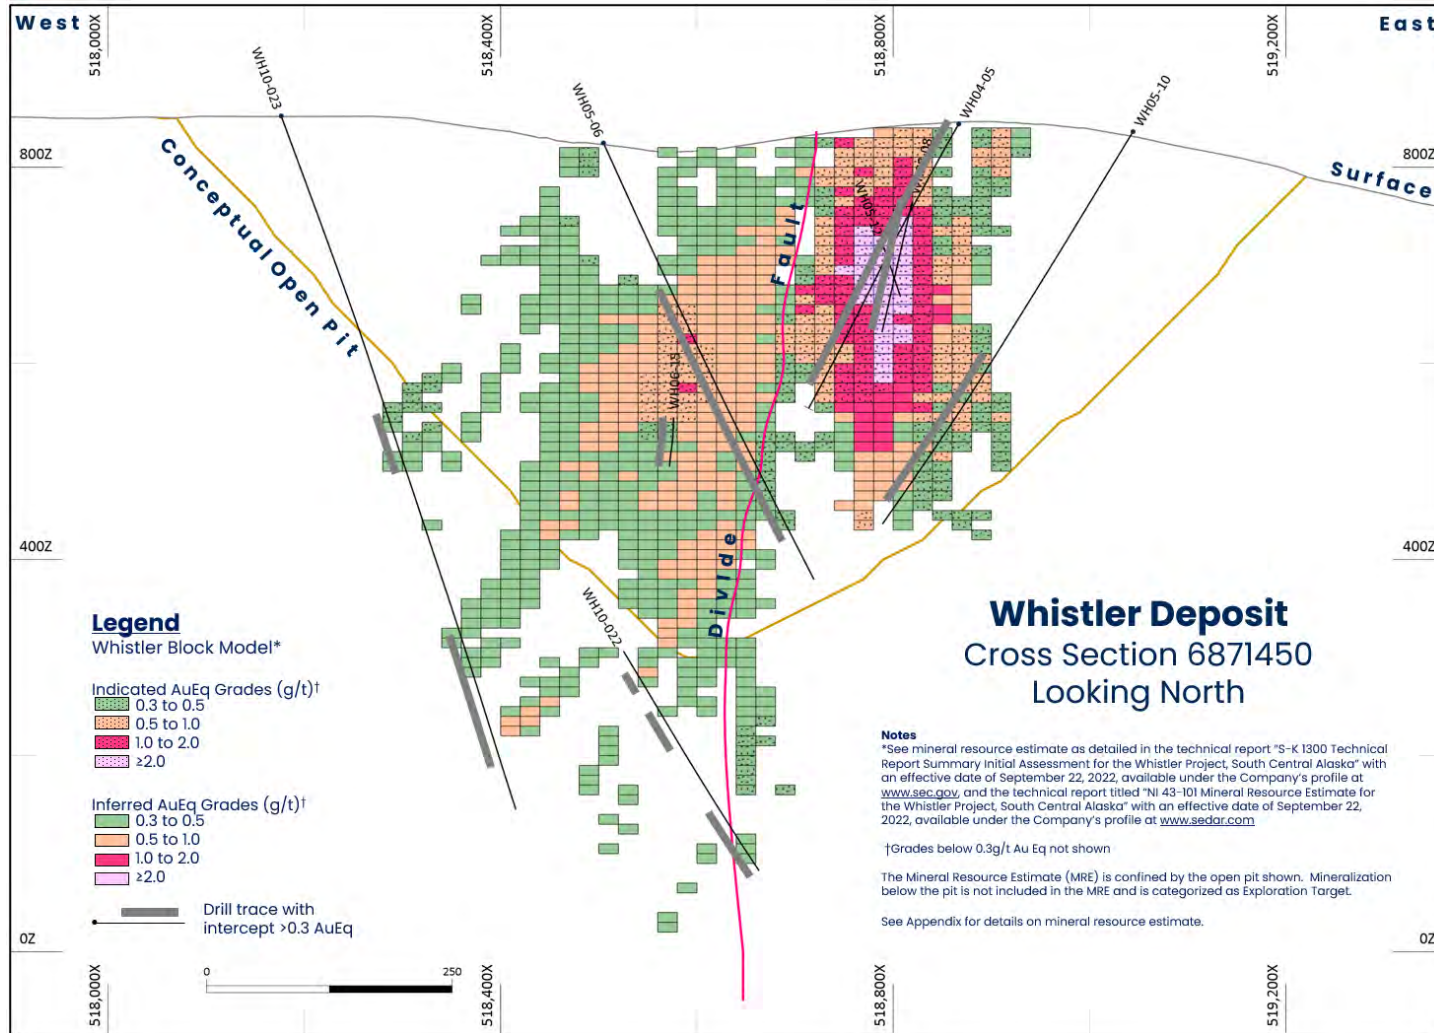 West
East
518,000X
518,400X
518,800X
519,200X
WH10-023
WH05-06
WH04-05
WH05-10
800Z
800Z
Conceptual Open Pit
Surface
Fault
WH06-15
Divide
400Z
400Z
WH10-022
Legend
Whistler Block Model*
Indicated AuEq Grades (g/t)†
0.3 to 0.5
0.5 to 1.0
1.0 to 2.0
≥2.0
Inferred AuEq Grades (g/t)†
0.3 to 0.5
0.5 to 1.0
1.0 to 2.0
≥2.0
Drill trace with
intercept >0.3 AuEq
Whistler Deposit
Cross Section 6871450
Looking North
Notes
*See mineral resource estimate as detailed in the technical report "S-K 1300 Technical
Report Summary Initial Assessment for the Whistler Project, South Central Alaska" with
an effective date of September 22, 2022, available under the Company's profile at
www.sec.gov, and the technical report titled "NI 43-101 Mineral Resource Estimate for
the Whistler Project, South Central Alaska" with an effective date of September 22,
2022, available under the Company's profile at www.sedar.com
†Grades below 0.3g/t Au Eq not shown
The Mineral Resource Estimate (MRE) is confined by the open pit shown. Mineralization
below the pit is not included in the MRE and is categorized as Exploration Target.
See Appendix for details on mineral resource estimate.
0Z
0Z
0
250
518,000X
518,400X
518,800X
519,200X